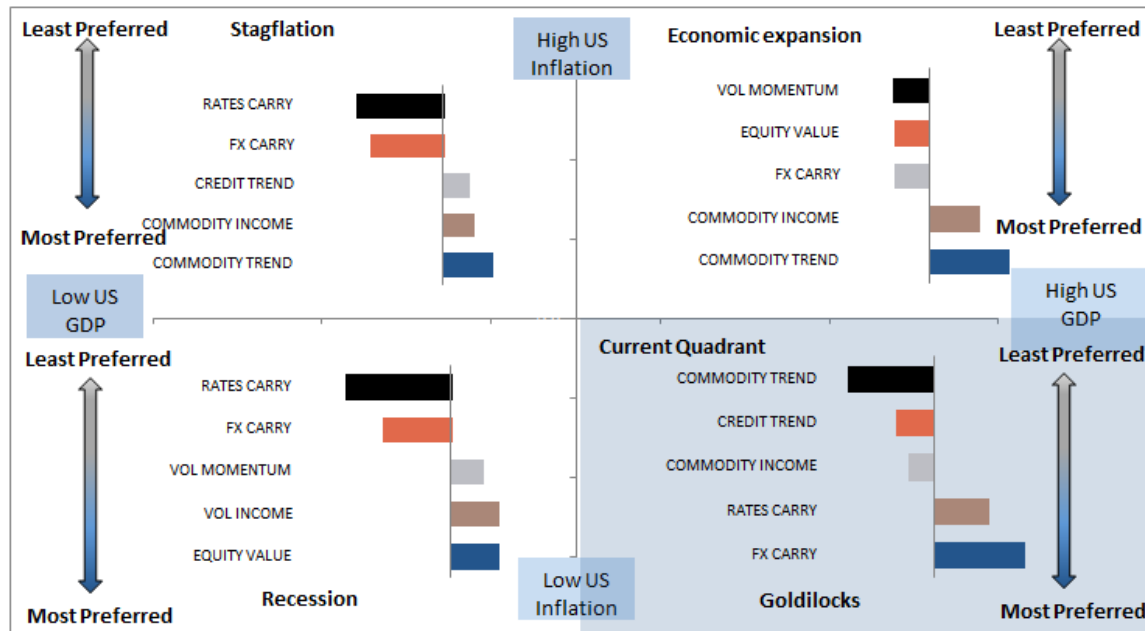 Least Preferred
Stagflation
High US
Inflation
Economic expansion
Least Preferred
RATES CARRY
FX CARRY
CREDIT TREND
COMMODITY INCOME
COMMODITY TREND
Most Preferred
VOL MOMENTUM
EQUITY VALUE
FX CARRY
COMMODITY INCOME
COMMODITY TREND
Most Preferred
Low US
GDP
High US
GDP
Least Preferred
RATES CARRY
FX CARRY
VOL MOMENTUM
VOL INCOME
EQUITY VALUE
Most Preferred
Recession
Low US
Inflation
Current Quadrant
Least Preferred
COMMODITY TREND
CREDIT TREND
COMMODITY INCOME
RATES CARRY
FX CARRY
Goldilocks
Most Preferred